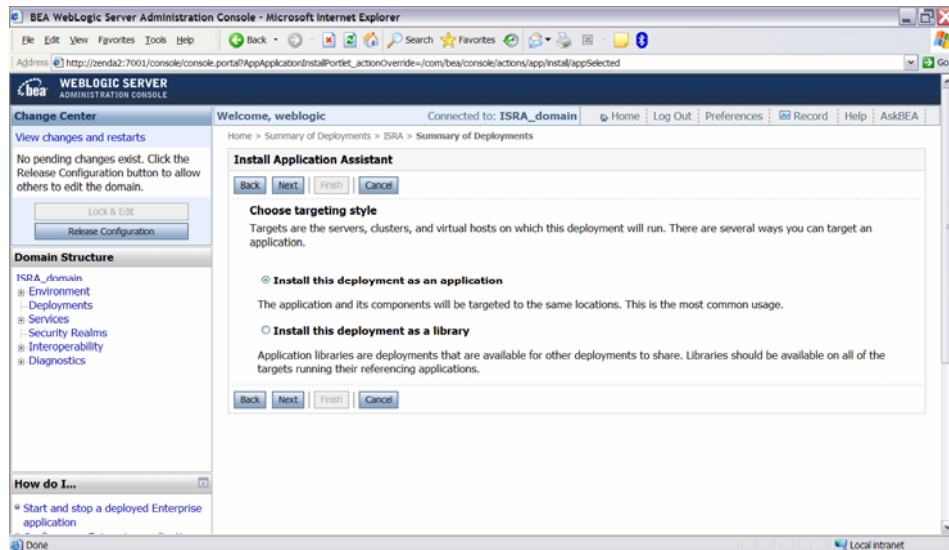 BEA WebLogic Server Administration Console - Microsoft Internet Explorer
File Edit View Favorites Tools Help
Back Search Favorites
Address http://zenda2:7001/console/console.portal?AppApplicationInstallPortlet_actionOverride=/com/bea/console/actions/app/install/appSelected Go
bea WEBLOGIC SERVER
ADMINISTRATION CONSOLE
Change Center
View changes and restarts
No pending changes exist. Click the
Release Configuration button to allow
others to edit the domain.
Lock & Edit
Release Configuration
Domain Structure
ISRA_domain
Environment
Deployments
Services
Security Realms
Interoperability
Diagnostics
How do I...
Start and stop a deployed Enterprise
application
Welcome, weblogic Connected to: ISRA_domain Home Log Out Preferences Record Help AskBEA
Home > Summary of Deployments > ISRA > Summary of Deployments
Install Application Assistant
Back Next Finish Cancel
Choose targeting style
Targets are the servers, clusters, and virtual hosts on which this deployment will run. There are several ways you can target an
application.
Install this deployment as an application
The application and its components will be targeted to the same locations. This is the most common usage.
Install this deployment as a library
Application libraries are deployments that are available for other deployments to share. Libraries should be available on all of the
targets running their referencing applications.
Back Next Finish Cancel
Done Local intranet